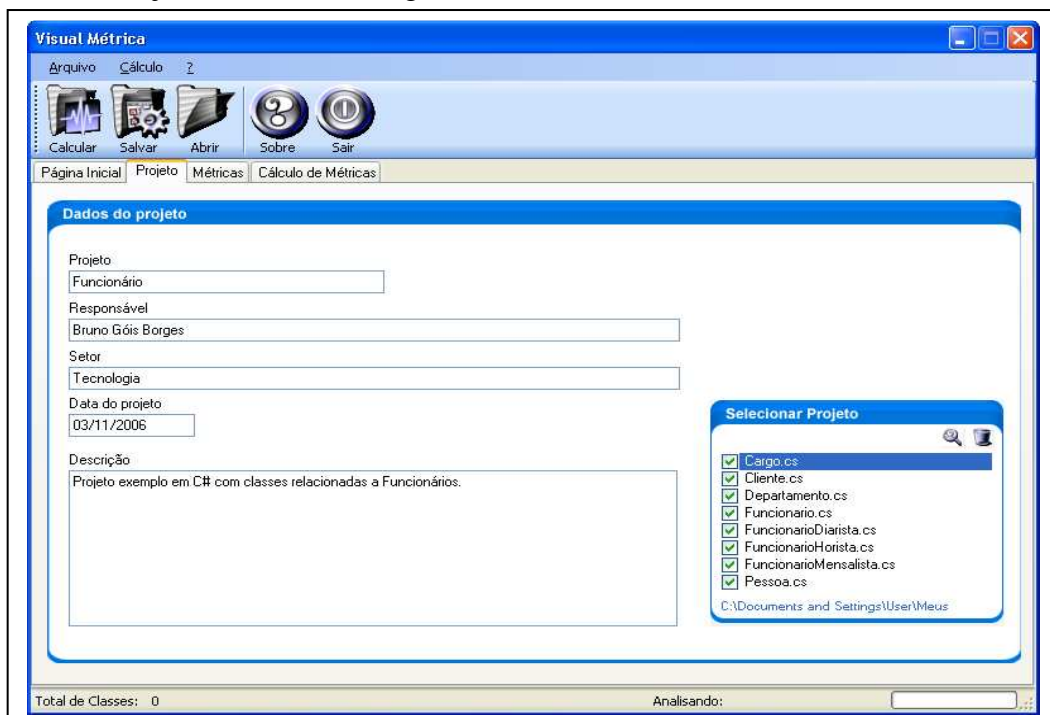 Visual Métrica
Arquivo Cálculo ?
Calcular Salvar Abrir Sobre Sair
Página Inicial Projeto Métricas Cálculo de Métricas
Dados do projeto
Projeto
Funcionário
Responsável
Bruno Góis Borges
Setor
Tecnologia
Data do projeto
03/11/2006
Descrição
Projeto exemplo em C# com classes relacionadas a Funcionários.
Selecionar Projeto
Cargo.cs
Cliente.cs
Departamento.cs
Funcionario.cs
FuncionarioDiarista.cs
FuncionarioHorista.cs
FuncionarioMensalista.cs
Pessoa.cs
C:\Documents and Settings\User\Meus
Total de Classes: 0 Analisando: